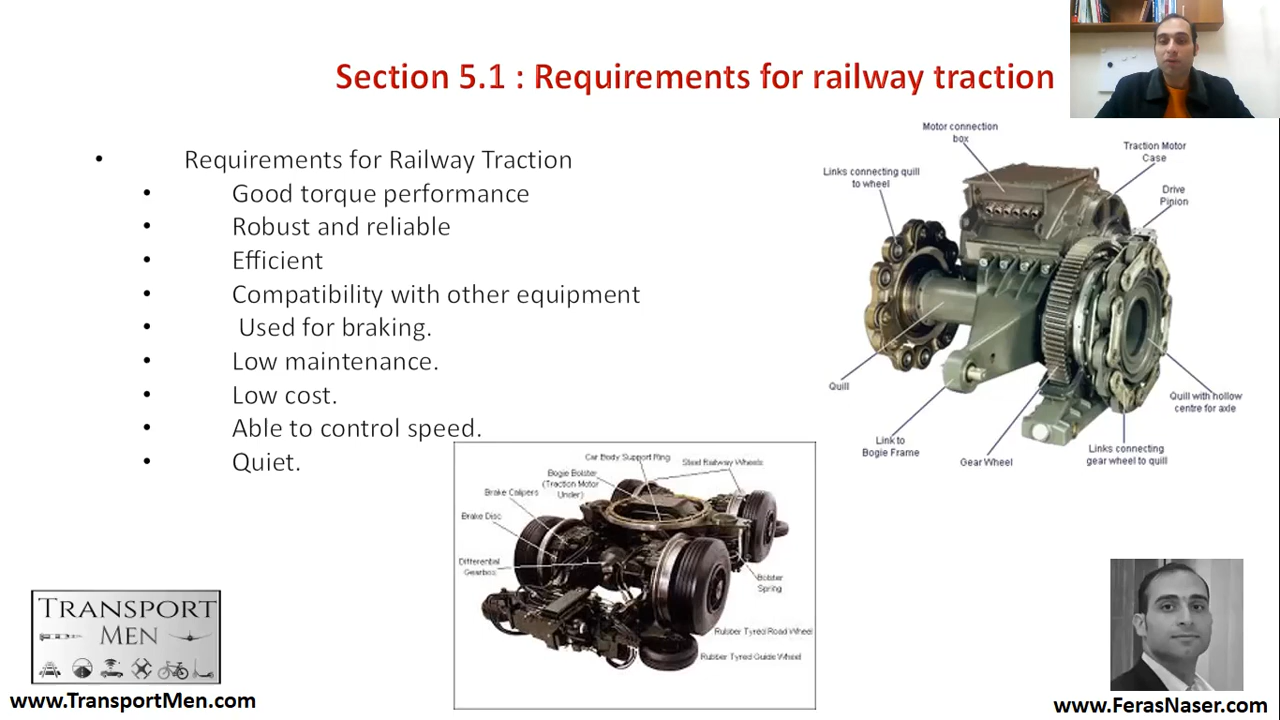 Section 5.1 : Requirements for railway traction
• Requirements for Railway Traction
• Good torque performance
• Robust and reliable
• Efficient
• Compatibility with other equipment
• Used for braking.
• Low maintenance.
• Low cost.
• Able to control speed.
• Quiet.
Motor connection
box
Traction Motor
Case
Links connecting quill
to wheel
Drive
Pinion
Quill
Quill with hollow
centre for axle
Link to
Bogie Frame
Gear Wheel
Links connecting
gear wheel to quill
Car Body Support Ring
Steel Railway Wheels
Bogie Bolster
(Traction Motor
Under)
Brake Calipers
Brake Disc
Differential
Gearbox
Bolster
Spring
Rubber Tyred Road Wheel
Rubber Tyred Guide Wheel
TRANSPORT
MEN
www.TransportMen.com
www.FerasNaser.com